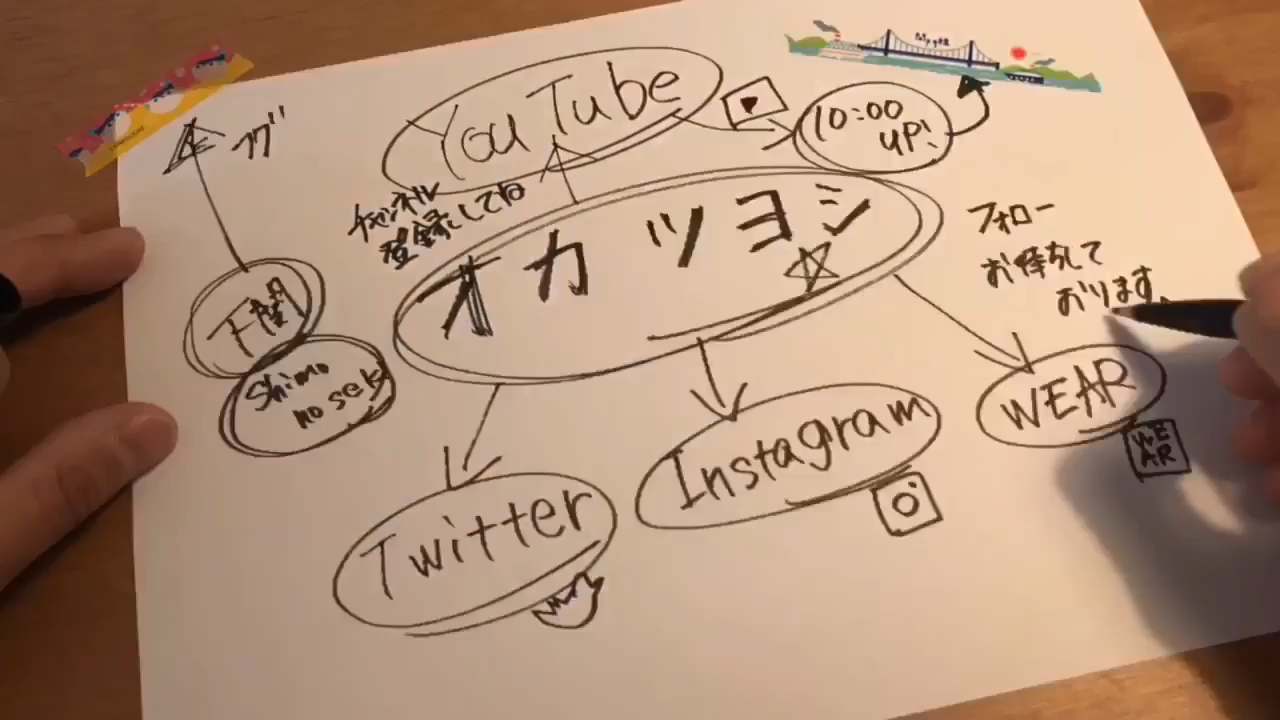 YouTube
10:00
UP!
フグ
チャンネル
登録してね
オカツヨシ
フォロー
お待ちして
おります。
下関
Shimo
no seki
WEAR
WE
AR
Instagram
Twitter